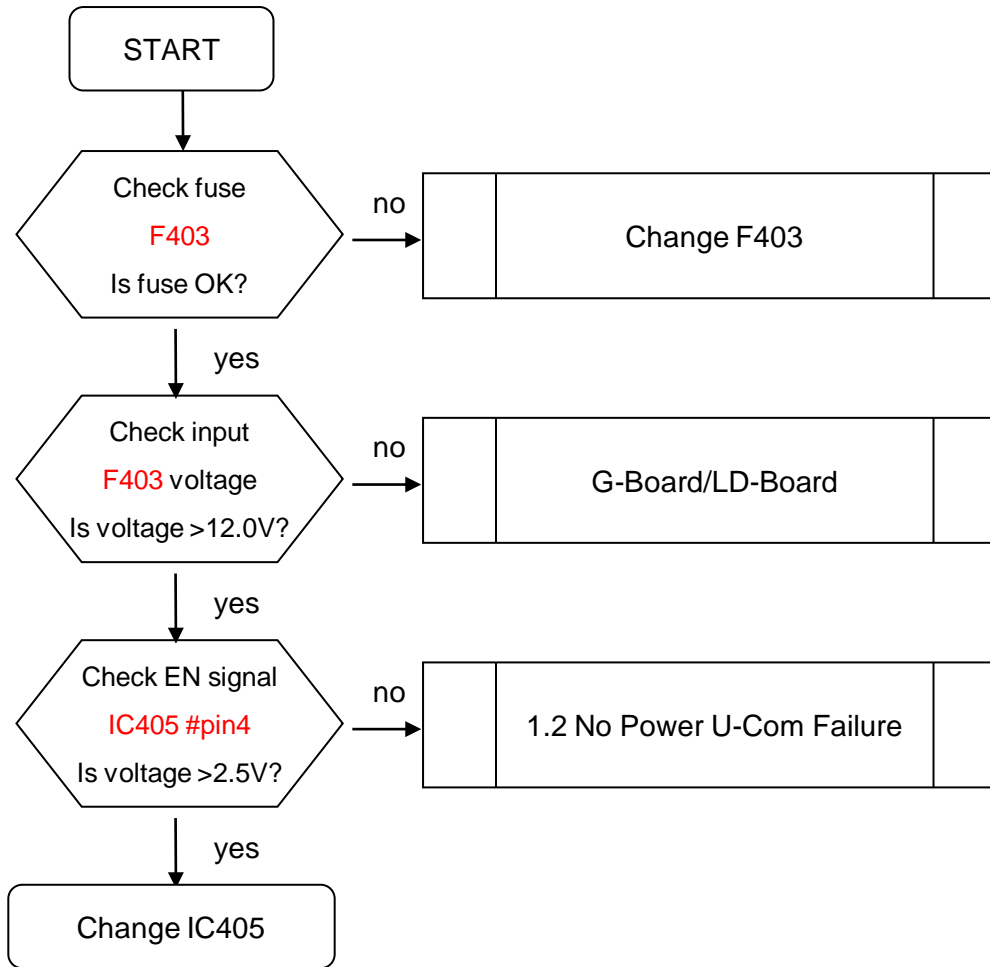 START
Check fuse
F403
Is fuse OK?
no
Change F403
yes
Check input
F403 voltage
Is voltage >12.0V?
no
G-Board/LD-Board
yes
Check EN signal
IC405 #pin4
Is voltage >2.5V?
no
1.2 No Power U-Com Failure
yes
Change IC405